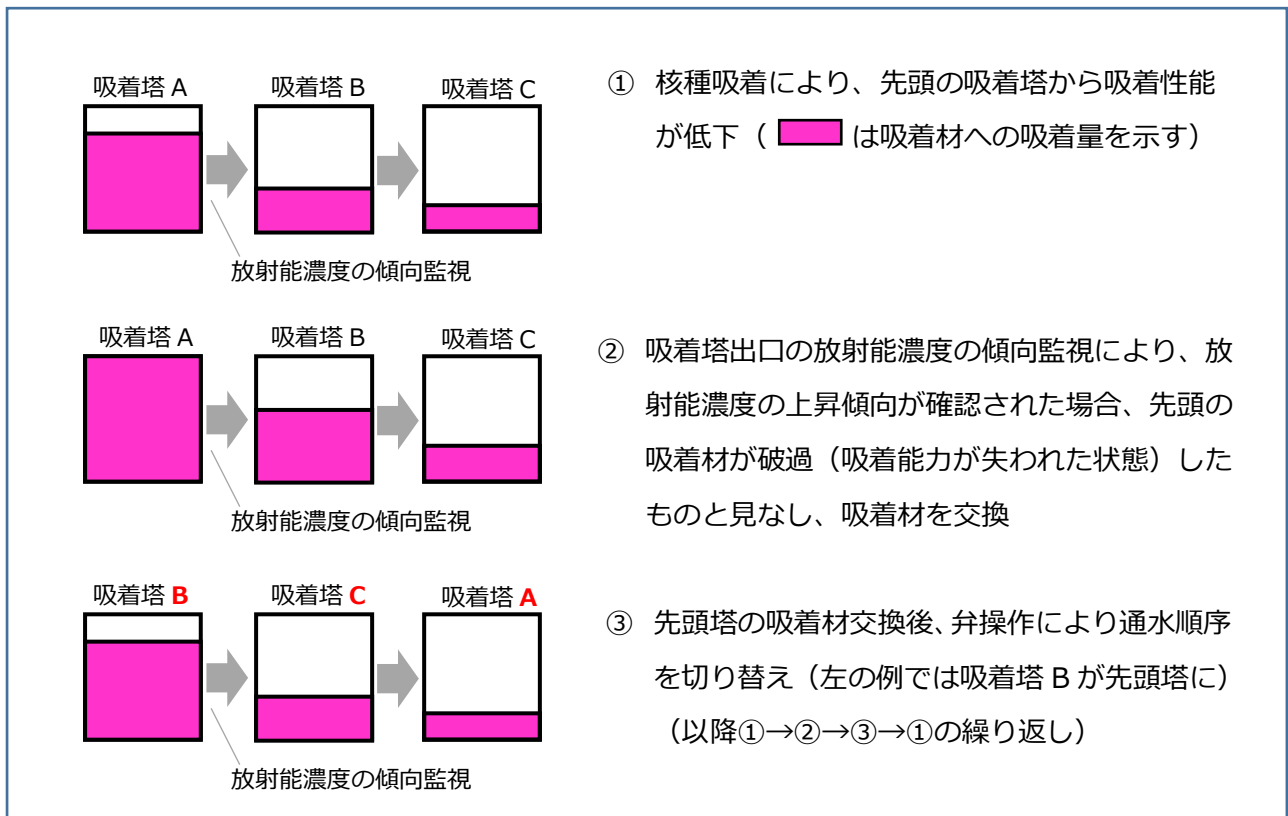 吸着塔 A 吸着塔 B 吸着塔 C
放射能濃度の傾向監視
① 核種吸着により、先頭の吸着塔から吸着性能
が低下（ は吸着材への吸着量を示す）
吸着塔 A 吸着塔 B 吸着塔 C
放射能濃度の傾向監視
② 吸着塔出口の放射能濃度の傾向監視により、放
射能濃度の上昇傾向が確認された場合、先頭の
吸着材が破過（吸着能力が失われた状態）した
ものと見なし、吸着材を交換
吸着塔 B 吸着塔 C 吸着塔 A
放射能濃度の傾向監視
③ 先頭塔の吸着材交換後、弁操作により通水順序
を切り替え（左の例では吸着塔 B が先頭塔に）
（以降①→②→③→①の繰り返し）